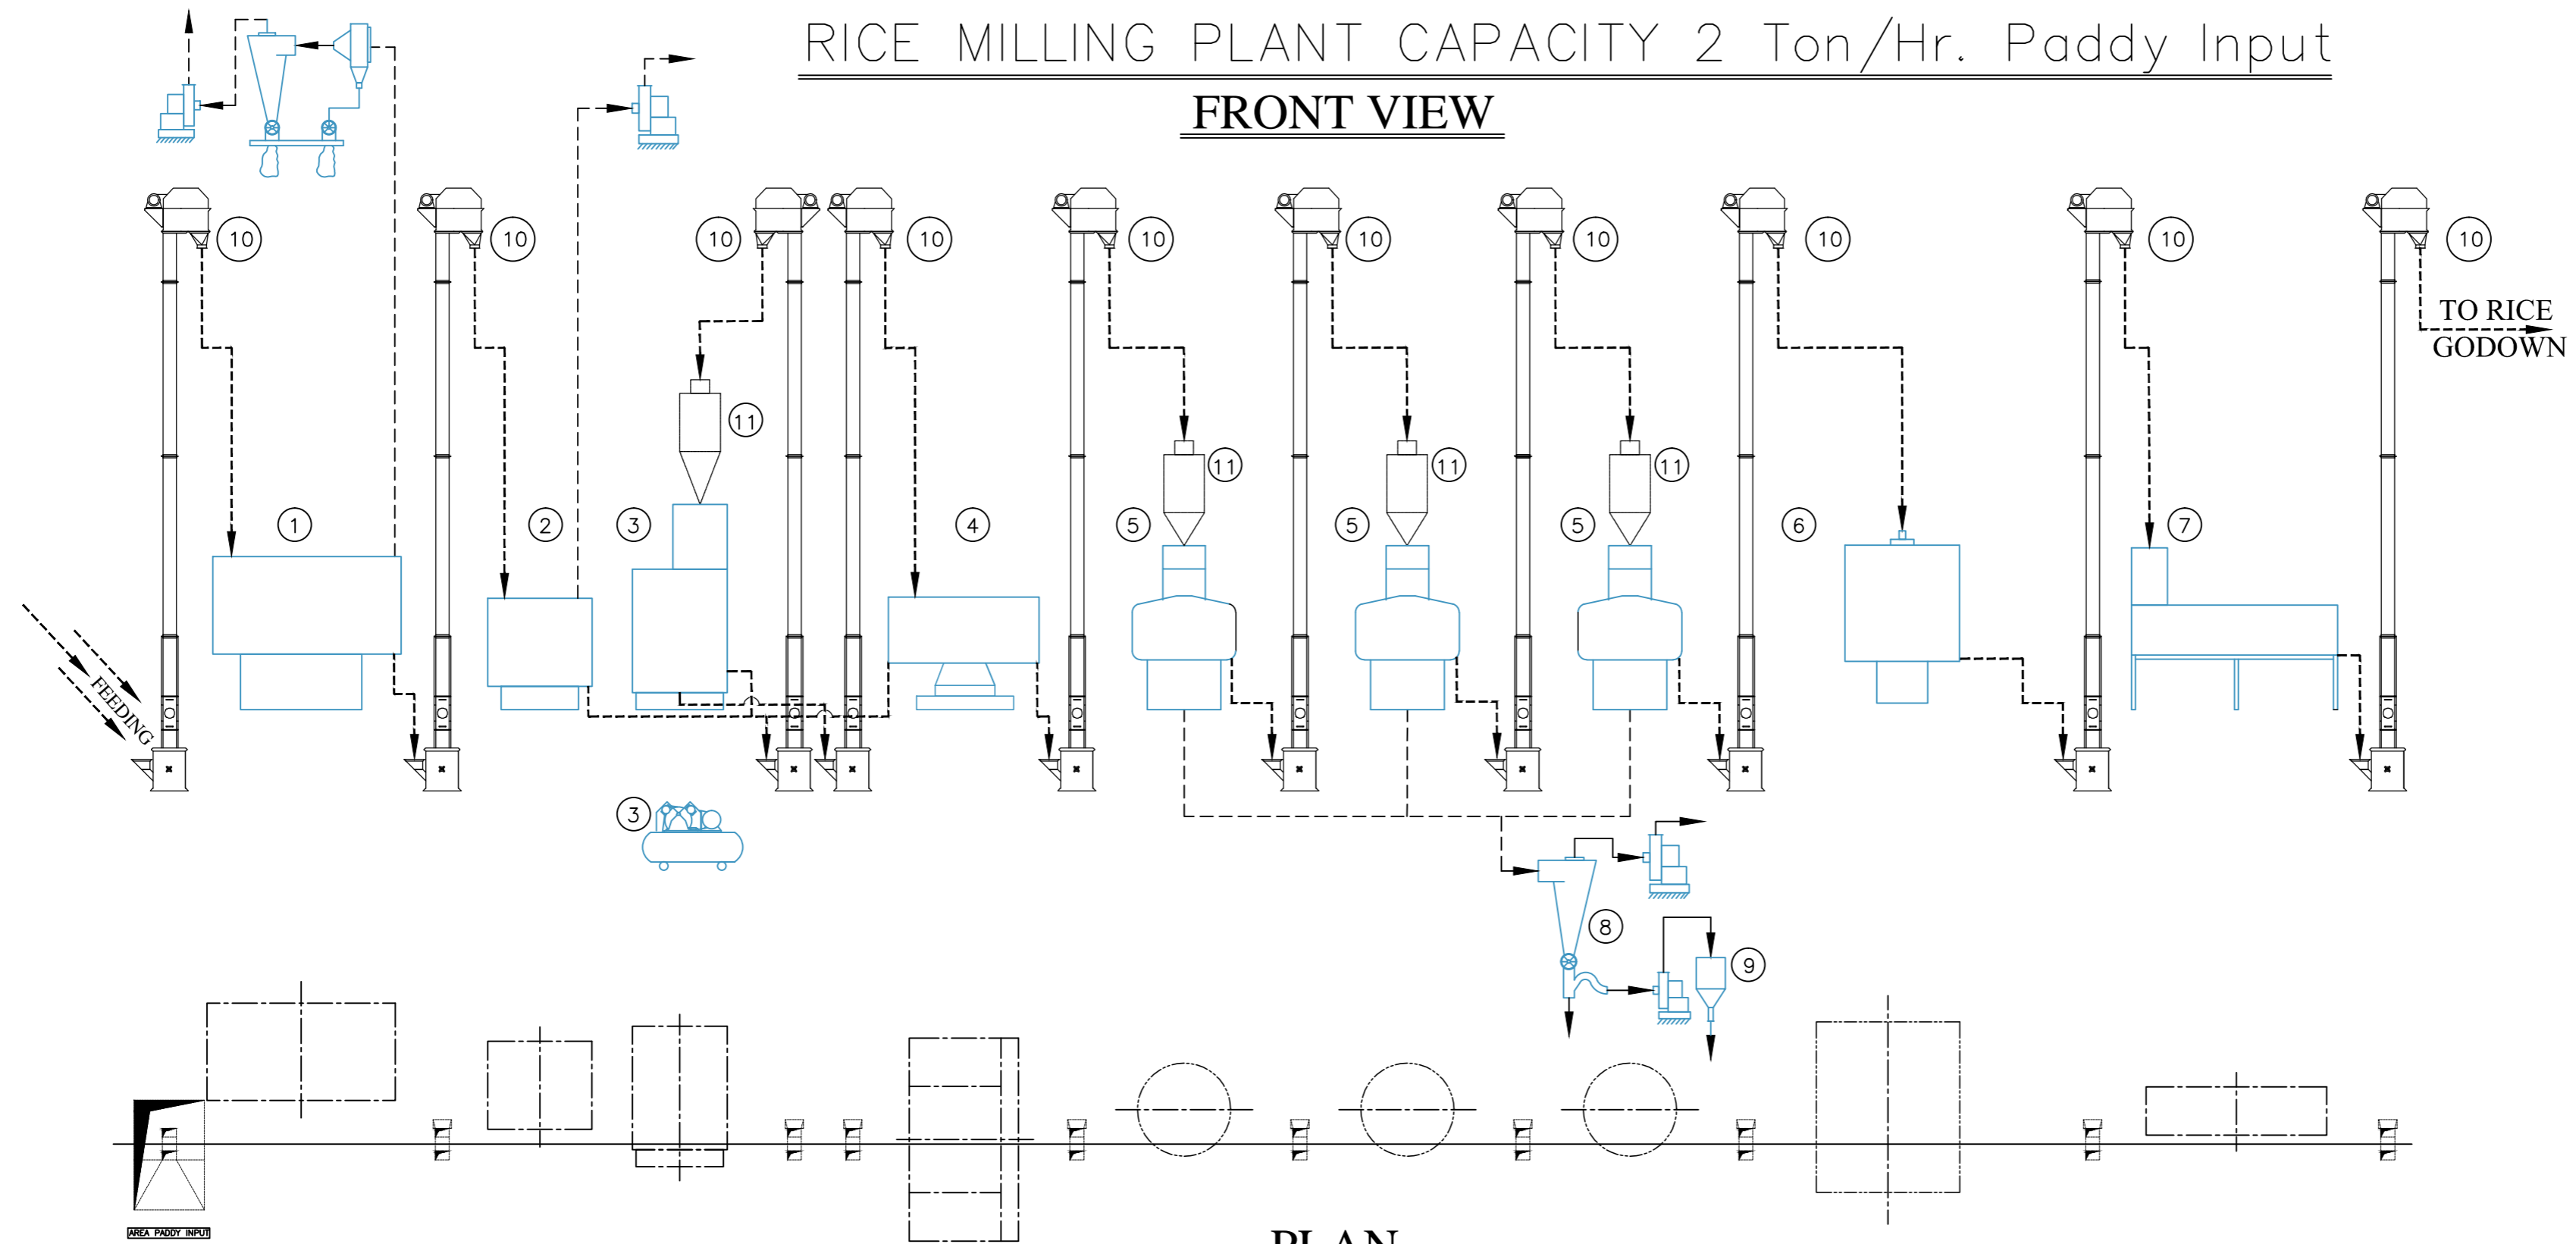 RICE MILLING PLANT CAPACITY 2 Ton/Hr. Paddy Input
FRONT VIEW
10 10 10 10 10 10 10 10 10 10
TO RICE
GODOWN
11
11 11 11
1 2 3 4 5 5 5 6 7
FEEDING
3
8
9
AREA PADDY INPUT
PLAN